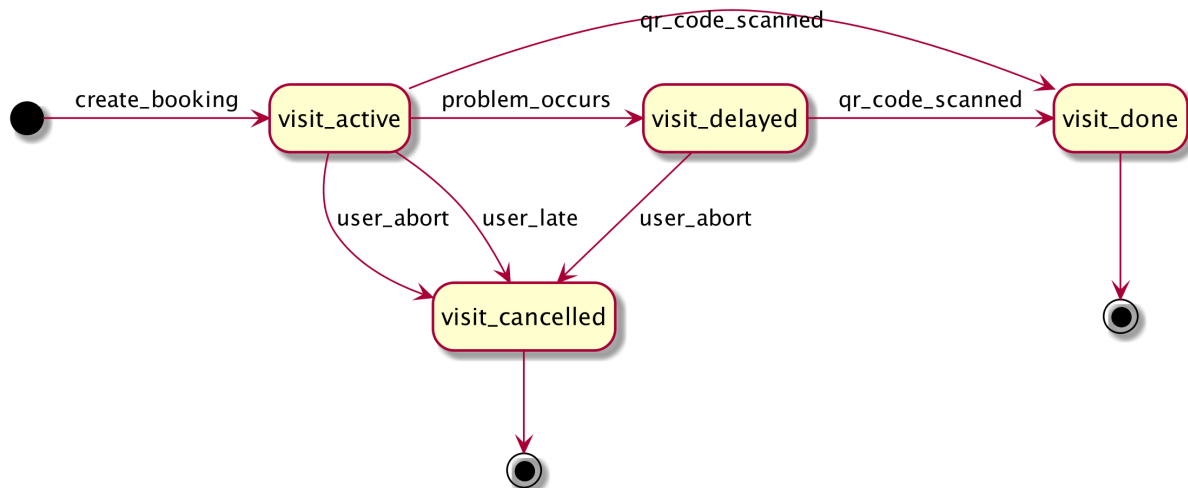 qr_code_scanned
create_booking
problem_occurs
qr_code_scanned
visit_active
visit_delayed
visit_done
user_abort
user_late
user_abort
visit_cancelled